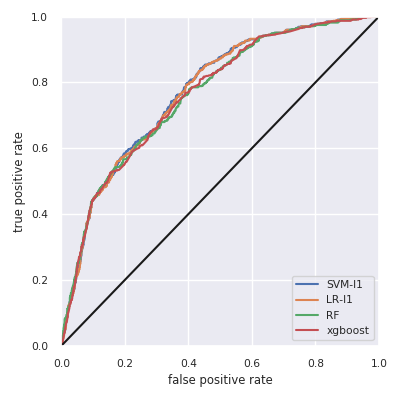 1.0
0.8
0.6
0.4
0.2
0.0
true positive rate
0.0 0.2 0.4 0.6 0.8 1.0
false positive rate
SVM-l1
LR-l1
RF
xgboost